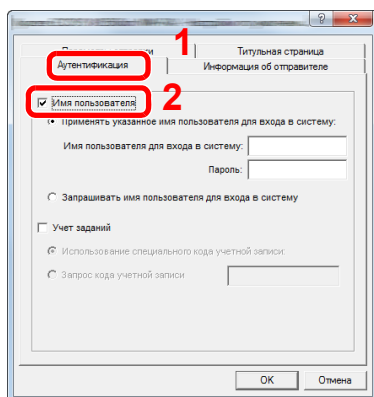 1
Титульная страница
Аутентификация
Информация об отправителе
2
Имя пользователя
Применять указанное имя пользователя для входа в систему:
Имя пользователя для входа в систему:
Пароль:
Запрашивать имя пользователя для входа в систему
Учет заданий
Использование специального кода учетной записи:
Запрос кода учетной записи
OK Отмена